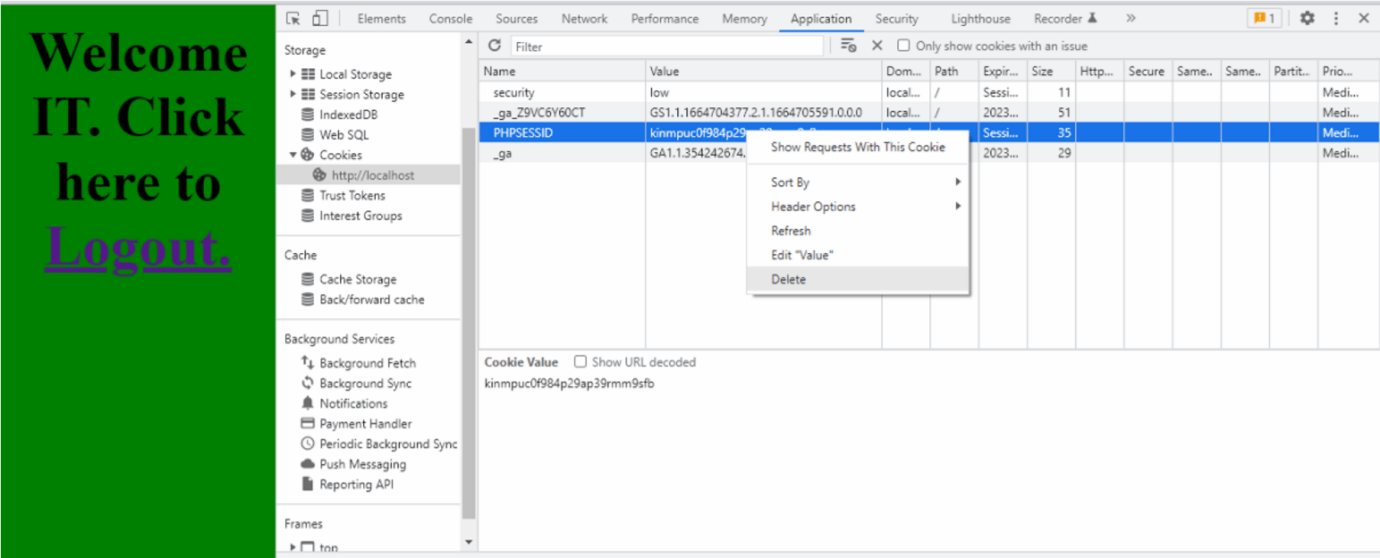 Welcome
IT. Click
here to
Logout.
Elements Console Sources Network Performance Memory Application Security Lighthouse Recorder » 1
Storage
Local Storage
Session Storage
IndexedDB
Web SQL
Cookies
http://localhost
Trust Tokens
Interest Groups
Cache
Cache Storage
Back/forward cache
Background Services
Background Fetch
Background Sync
Notifications
Payment Handler
Periodic Background Sync
Push Messaging
Reporting API
Frames
top
Filter Only show cookies with an issue
Name Value Dom... Path Expir... Size Http... Secure Same.. Same.. Partit... Prio...
security low local... / Sessi... 11 Medi...
_ga_Z9VC6Y60CT GS1.1.1664704377.2.1.1664705591.0.0.0 local... / 2023... 51 Medi...
PHPSESSID kinmpuc0f984p29 Sessi... 35 Medi...
_ga GA1.1.354242674. 2023... 29 Medi...
Show Requests With This Cookie
Sort By
Header Options
Refresh
Edit "Value"
Delete
Cookie Value Show URL decoded
kinmpuc0f984p29ap39rmm9sfb